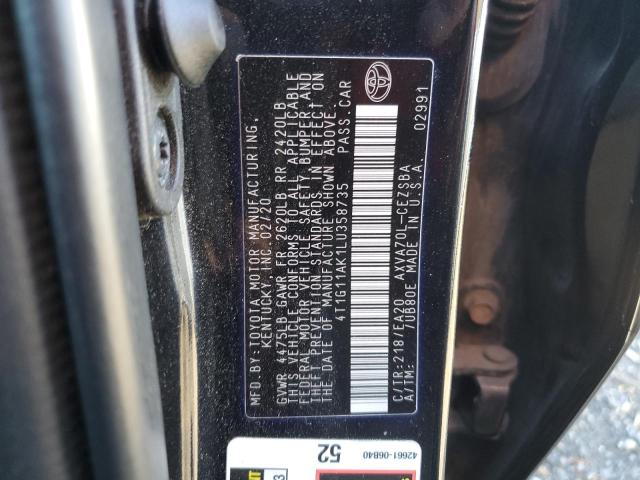 MFD.BY:TOYOTA MOTOR MANUFACTURING,
KENTUCKY, INC. 02/20
GVWR 4475LB GAWR FR 2620LB RR 2420LB
THIS VEHICLE CONFORMS TO ALL APPLICABLE
FEDERAL MOTOR VEHICLE SAFETY, BUMPER, AND
THEFT PREVENTION STANDARDS IN EFFECT ON
THE DATE OF MANUFACTURE SHOWN ABOVE.
4T1G11AK1LU358735 PASS.CAR
C/TR:218/EA20 AXVA70L-CEZSBA 02991
A/TM: /UB80E MADE IN U.S.A.
52
42661-06B40